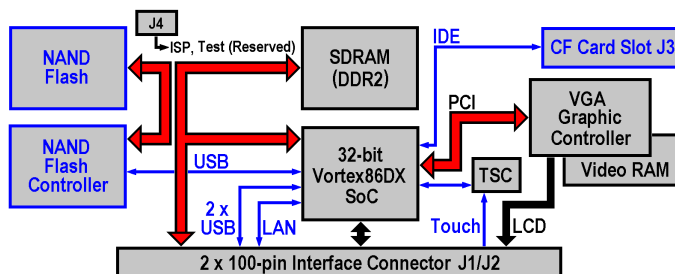 J4
ISP, Test (Reserved)
NAND
Flash
SDRAM
(DDR2)
IDE
CF Card Slot J3
PCI
VGA
Graphic
Controller
Video RAM
NAND
Flash
Controller
USB
32-bit
Vortex86DX
SoC
TSC
2 x
USB
LAN
Touch
LCD
2 x 100-pin Interface Connector J1/J2